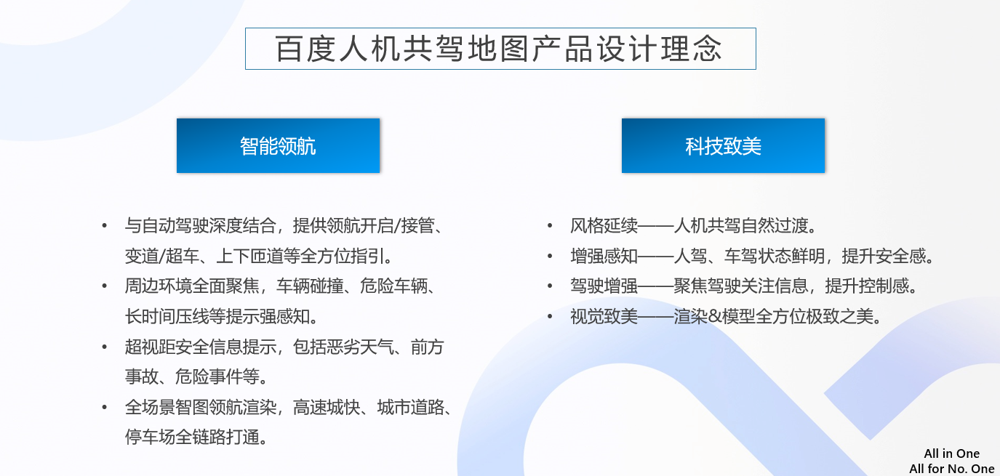 百度人机共驾地图产品设计理念
智能领航
• 与自动驾驶深度结合，提供领航开启/接管、
变道/超车、上下匝道等全方位指引。
• 周边环境全面聚焦，车辆碰撞、危险车辆、
长时间压线等提示强感知。
• 超视距安全信息提示，包括恶劣天气、前方
事故、危险事件等。
• 全场景智图领航渲染，高速城快、城市道路、
停车场全链路打通。
科技致美
• 风格延续——人机共驾自然过渡。
• 增强感知——人驾、车驾状态鲜明，提升安全感。
• 驾驶增强——聚焦驾驶关注信息，提升控制感。
• 视觉致美——渲染&模型全方位极致之美。
All in One
All for No. One